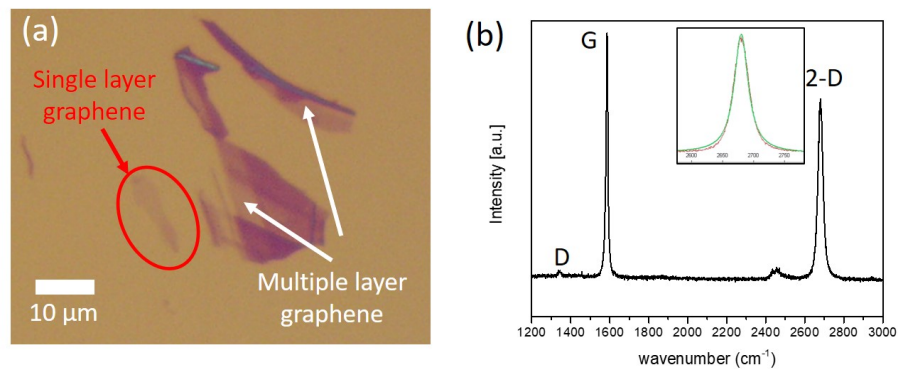 (a)
Single layer
graphene
Multiple layer
graphene
10 μm
(b)
G
2-D
D
Intensity [a.u.]
2600 2650 2700 2750
1200 1400 1600 1800 2000 2200 2400 2600 2800 3000
wavenumber (cm⁻¹)